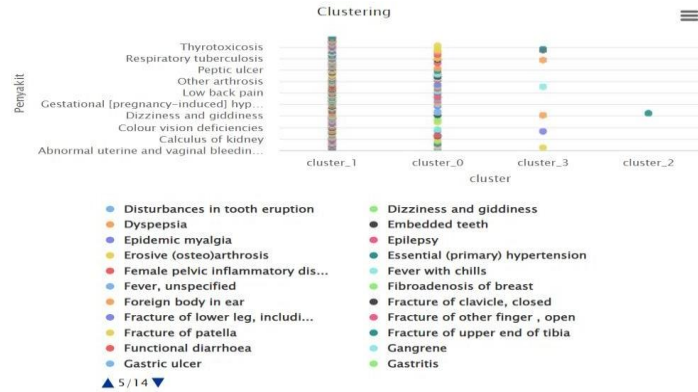 Clustering
Penyakit
Thyrotoxicosis
Respiratory tuberculosis
Peptic ulcer
Other arthrosis
Low back pain
Gestational [pregnancy-induced] hyp...
Dizziness and giddiness
Colour vision deficiencies
Calculus of kidney
Abnormal uterine and vaginal bleedin...
cluster_1 cluster_0 cluster_3 cluster_2
cluster
Disturbances in tooth eruption Dizziness and giddiness
Dyspepsia Embedded teeth
Epidemic myalgia Epilepsy
Erosive (osteo)arthrosis Essential (primary) hypertension
Female pelvic inflammatory dis... Fever with chills
Fever, unspecified Fibroadenosis of breast
Foreign body in ear Fracture of clavicle, closed
Fracture of lower leg, includi... Fracture of other finger , open
Fracture of patella Fracture of upper end of tibia
Functional diarrhoea Gangrene
Gastric ulcer Gastritis
5/14